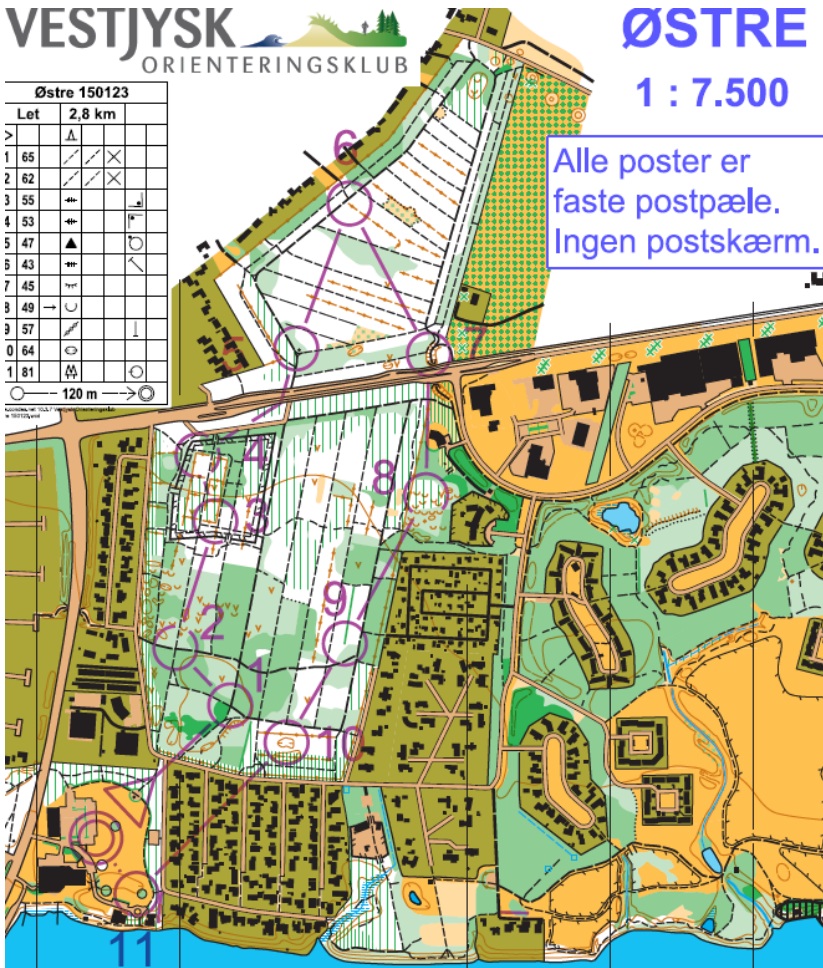 VESTJYSK
ORIENTERINGSKLUB
ØSTRE
1 : 7.500
Alle poster er
faste postpæle.
Ingen postskærm.
Østre 150123
Let 2,8 km
1 65
2 62
3 55
4 53
5 47
6 43
7 45
8 49
9 57
0 64
1 81
120 m
6
5
7
4
8
3
9
2
1
10
11